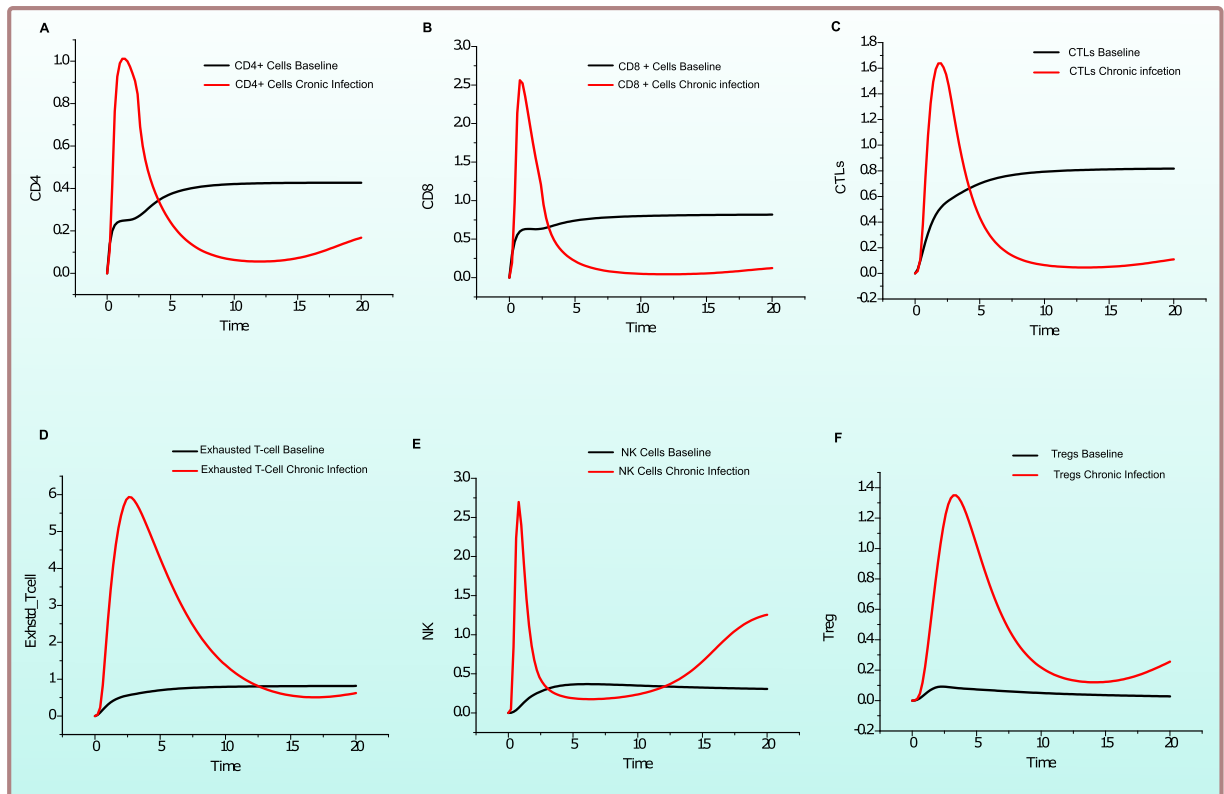 A
CD4+ Cells Baseline
CD4+ Cells Cronic Infection
1.0
0.8
0.6
0.4
0.2
0.0
CD4
0 5 10 15 20
Time
B
CD8 + Cells Baseline
CD8 + Cells Chronic infection
3.0
2.5
2.0
1.5
1.0
0.5
0.0
CD8
0 5 10 15 20
Time
C
CTLs Baseline
CTLs Chronic infcetion
1.8
1.6
1.4
1.2
1.0
0.8
0.6
0.4
0.2
0.0
-0.2
CTLs
0 5 10 15 20
Time
D
Exhausted T-cell Baseline
Exhausted T-Cell Chronic Infection
6
5
4
3
2
1
0
Exhstd_Tcell
0 5 10 15 20
Time
E
NK Cells Baseline
NK Cells Chronic Infection
3.0
2.5
2.0
1.5
1.0
0.5
0.0
NK
0 5 10 15 20
Time
F
Tregs Baseline
Tregs Chronic Infection
1.4
1.2
1.0
0.8
0.6
0.4
0.2
0.0
-0.2
Treg
0 5 10 15 20
Time